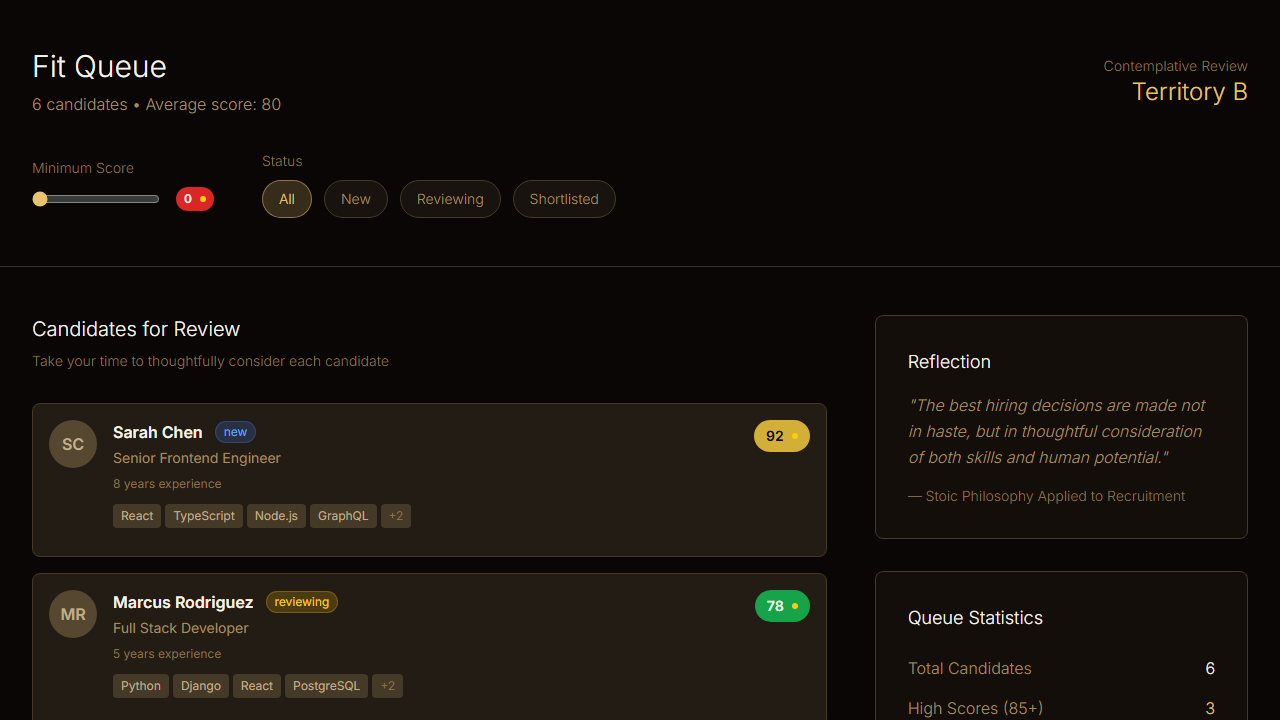 Fit Queue
6 candidates • Average score: 80
Contemplative Review
Territory B
Minimum Score
0
Status
All
New
Reviewing
Shortlisted
Candidates for Review
Take your time to thoughtfully consider each candidate
SC
Sarah Chen
new
92
Senior Frontend Engineer
8 years experience
React
TypeScript
Node.js
GraphQL
+2
MR
Marcus Rodriguez
reviewing
78
Full Stack Developer
5 years experience
Python
Django
React
PostgreSQL
+2
Reflection
"The best hiring decisions are made not
in haste, but in thoughtful consideration
of both skills and human potential."
— Stoic Philosophy Applied to Recruitment
Queue Statistics
Total Candidates
6
High Scores (85+)
3